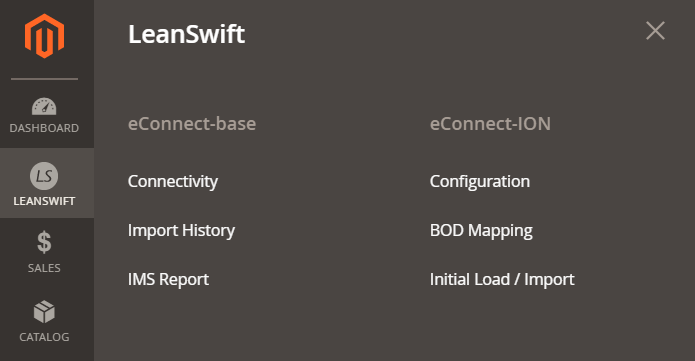 LeanSwift
DASHBOARD
LS
LEANSWIFT
$
SALES
CATALOG
eConnect-base
Connectivity
Import History
IMS Report
eConnect-ION
Configuration
BOD Mapping
Initial Load / Import